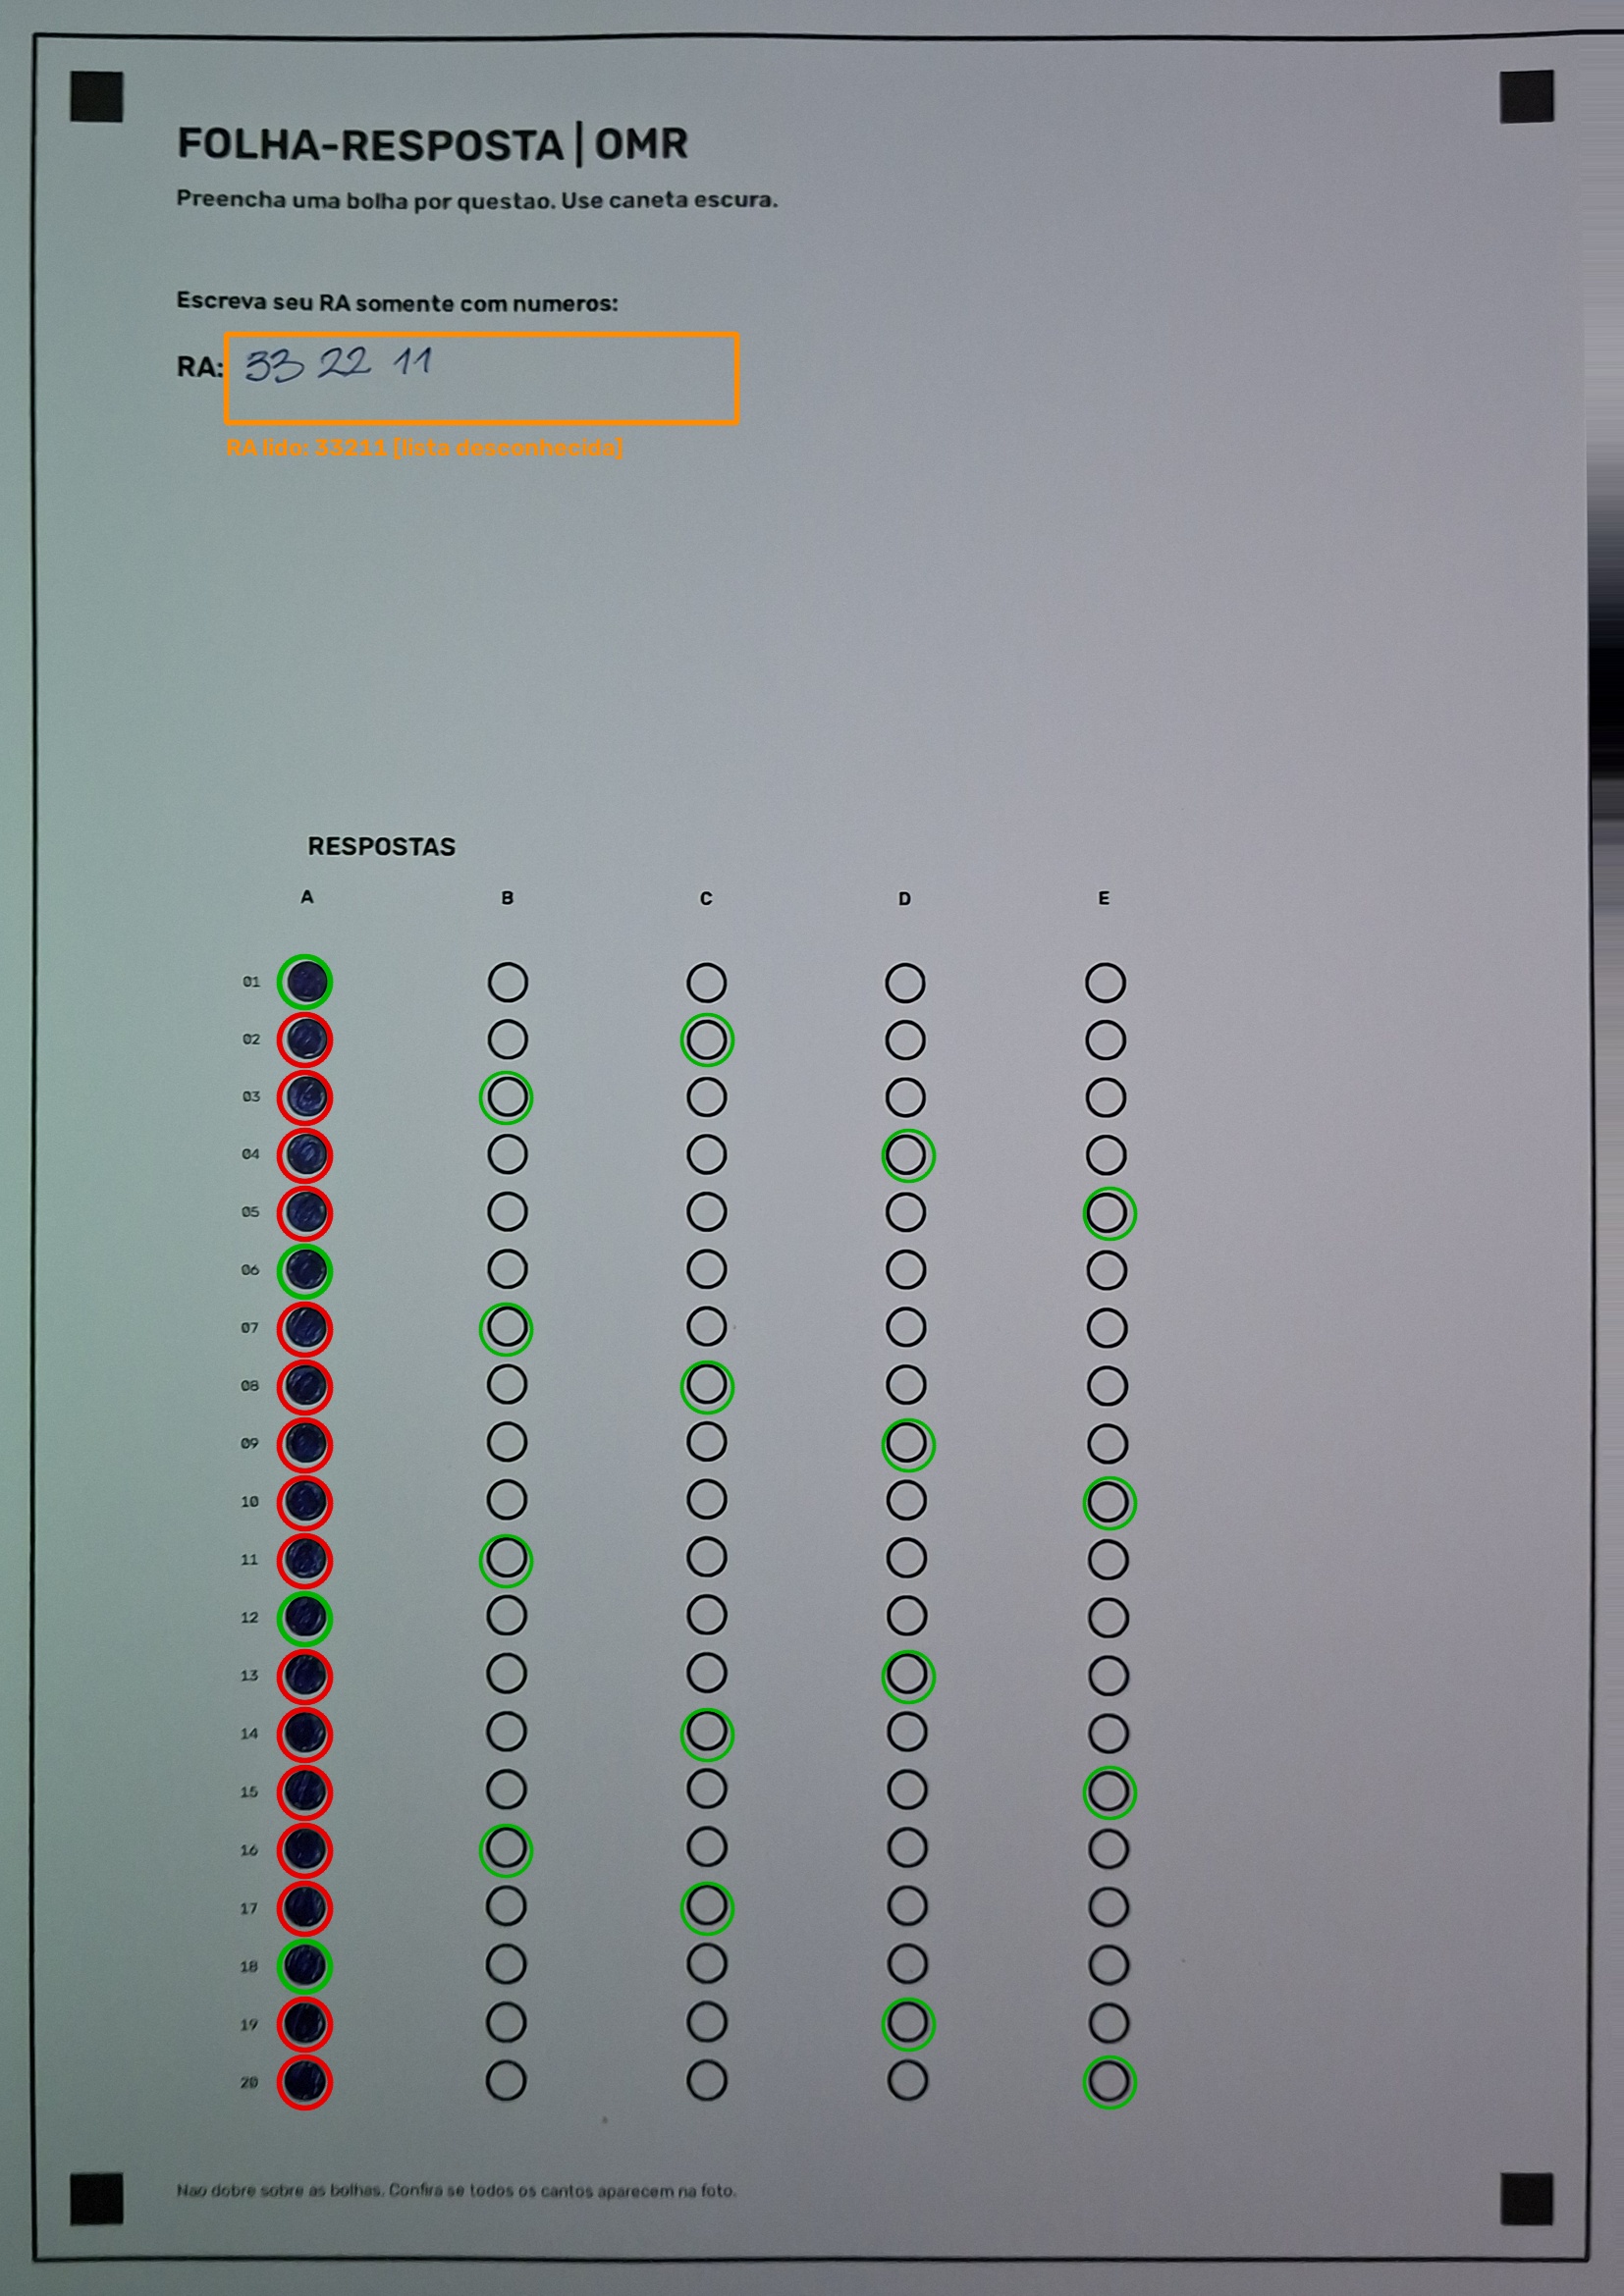 FOLHA-RESPOSTA | OMR
Preencha uma bolha por questao. Use caneta escura.
Escreva seu RA somente com numeros:
RA: 33 22 11
RA lido: 33211 [lista desconhecida]
RESPOSTAS
A B C D E
01
02
03
04
05
06
07
08
09
10
11
12
13
14
15
16
17
18
19
20
Nao dobre sobre as bolhas. Confira se todos os cantos aparecem na foto.